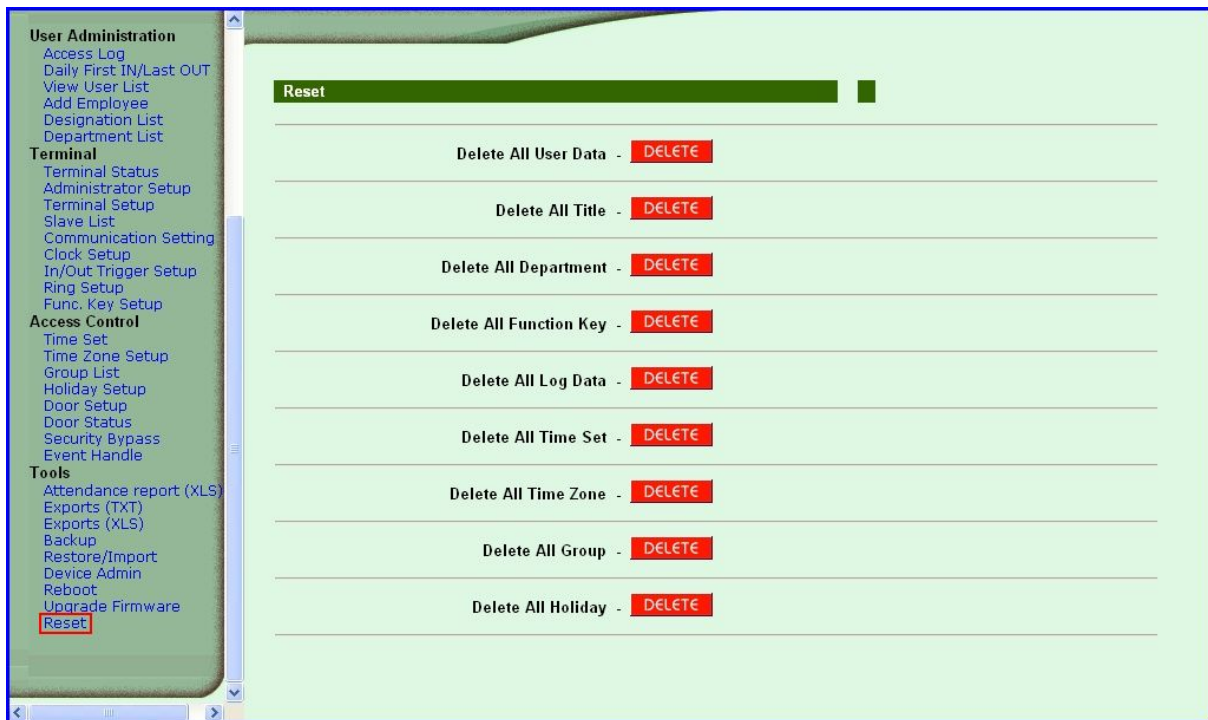 User Administration
Access Log
Daily First IN/Last OUT
View User List
Add Employee
Designation List
Department List
Terminal
Terminal Status
Administrator Setup
Terminal Setup
Slave List
Communication Setting
Clock Setup
In/Out Trigger Setup
Ring Setup
Func. Key Setup
Access Control
Time Set
Time Zone Setup
Group List
Holiday Setup
Door Setup
Door Status
Security Bypass
Event Handle
Tools
Attendance report (XLS)
Exports (TXT)
Exports (XLS)
Backup
Restore/Import
Device Admin
Reboot
Upgrade Firmware
Reset
Reset
Delete All User Data - DELETE
Delete All Title - DELETE
Delete All Department - DELETE
Delete All Function Key - DELETE
Delete All Log Data - DELETE
Delete All Time Set - DELETE
Delete All Time Zone - DELETE
Delete All Group - DELETE
Delete All Holiday - DELETE